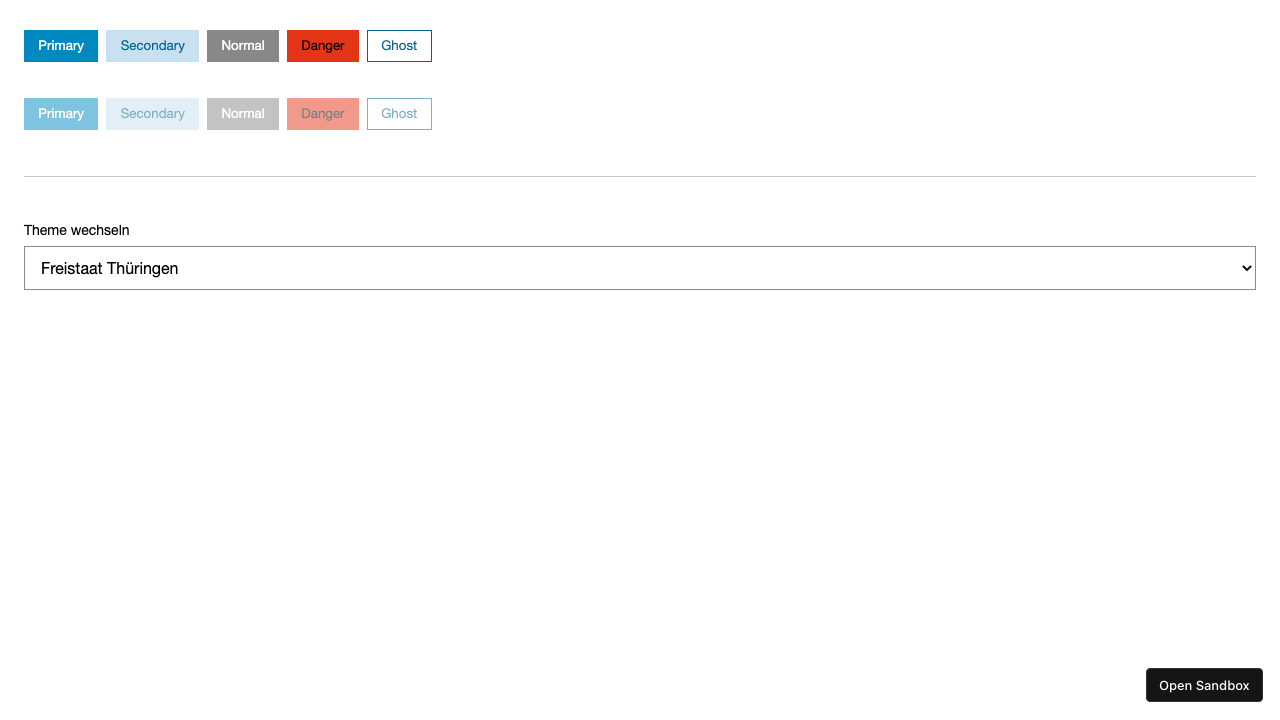 Primary Secondary Normal Danger Ghost
Primary Secondary Normal Danger Ghost
Theme wechseln
Freistaat Thüringen
Open Sandbox